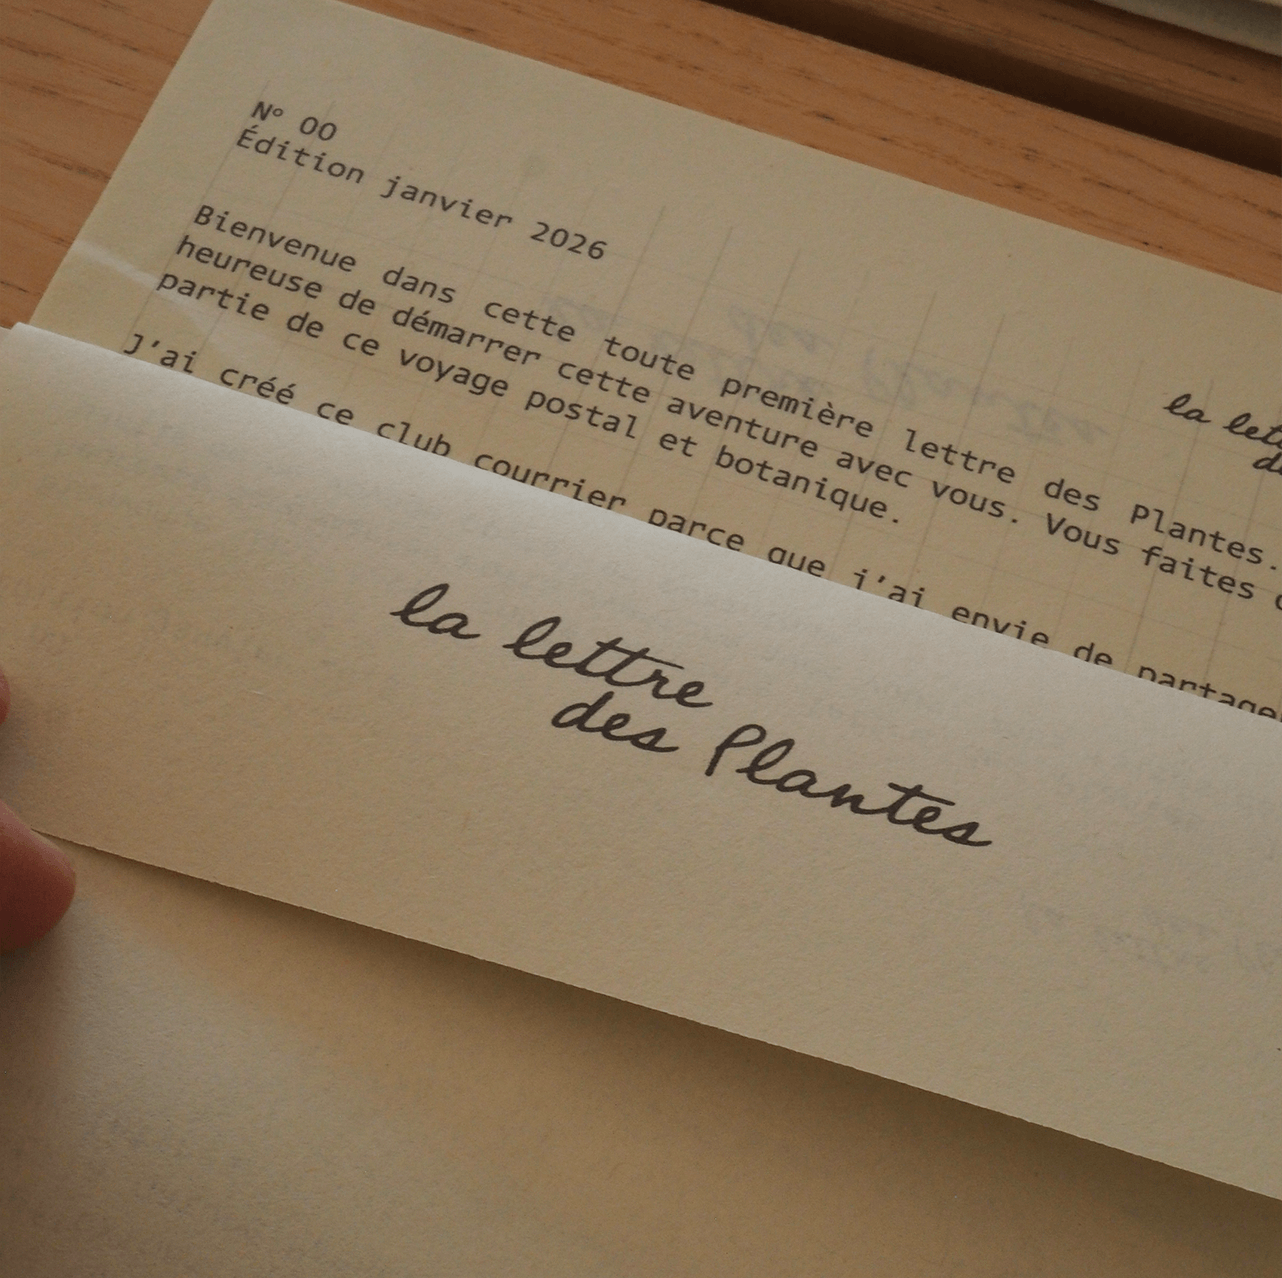 N° 00
Édition janvier 2026
Bienvenue dans cette toute première lettre des Plantes.
heureuse de démarrer cette aventure avec vous. Vous faites
partie de ce voyage postal et botanique.
J'ai créé ce club courrier parce que j'ai envie de partager
la
la lettre
des Plantes